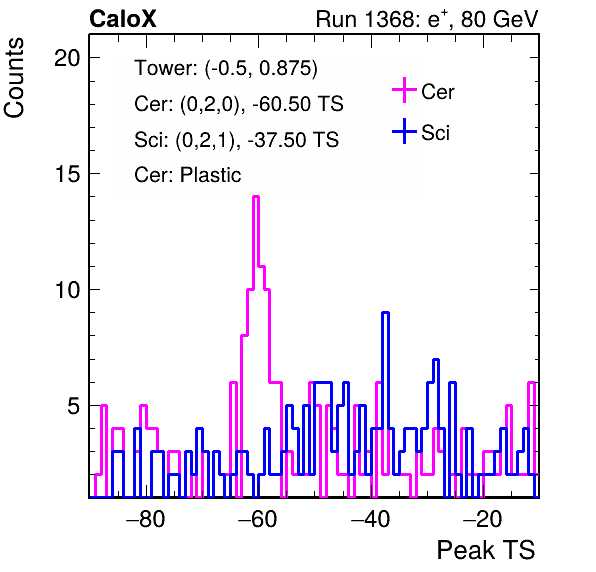 CaloX Run 1368: e⁺, 80 GeV
Counts
Tower: (-0.5, 0.875)
Cer: (0,2,0), -60.50 TS
Sci: (0,2,1), -37.50 TS
Cer: Plastic
Cer
Sci
20
15
10
5
−80 −60 −40 −20
Peak TS